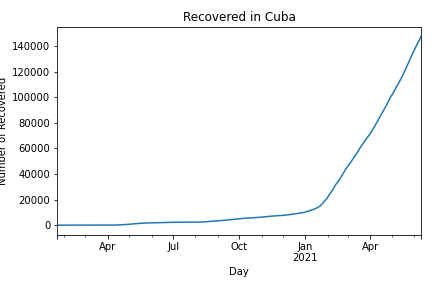 Recovered in Cuba
140000
120000
100000
80000
60000
40000
20000
0
Number of Recovered
Apr
Jul
Oct
Jan
2021
Apr
Day